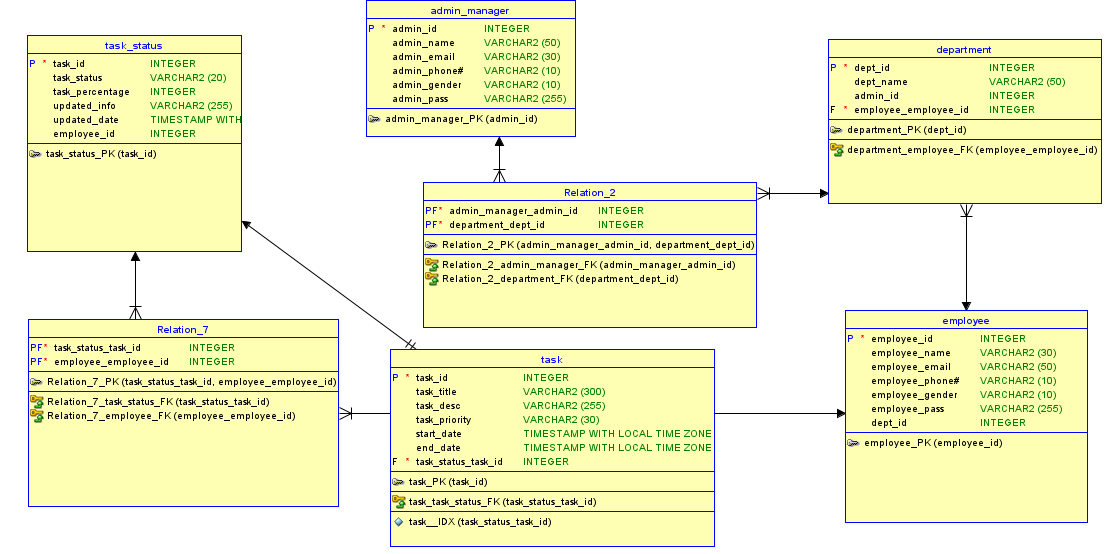 admin_manager
P * admin_id INTEGER
admin_name VARCHAR2 (50)
admin_email VARCHAR2 (30)
admin_phone# VARCHAR2 (10)
admin_gender VARCHAR2 (10)
admin_pass VARCHAR2 (255)
admin_manager_PK (admin_id)
task_status
P * task_id INTEGER
task_status VARCHAR2 (20)
task_percentage INTEGER
updated_info VARCHAR2 (255)
updated_date TIMESTAMP WITH
employee_id INTEGER
task_status_PK (task_id)
department
P * dept_id INTEGER
dept_name VARCHAR2 (50)
admin_id INTEGER
F * employee_employee_id INTEGER
department_PK (dept_id)
department_employee_FK (employee_employee_id)
Relation_2
PF* admin_manager_admin_id INTEGER
PF* department_dept_id INTEGER
Relation_2_PK (admin_manager_admin_id, department_dept_id)
Relation_2_admin_manager_FK (admin_manager_admin_id)
Relation_2_department_FK (department_dept_id)
Relation_7
PF* task_status_task_id INTEGER
PF* employee_employee_id INTEGER
Relation_7_PK (task_status_task_id, employee_employee_id)
Relation_7_task_status_FK (task_status_task_id)
Relation_7_employee_FK (employee_employee_id)
task
P * task_id INTEGER
task_title VARCHAR2 (300)
task_desc VARCHAR2 (255)
task_priority VARCHAR2 (30)
start_date TIMESTAMP WITH LOCAL TIME ZONE
end_date TIMESTAMP WITH LOCAL TIME ZONE
F * task_status_task_id INTEGER
task_PK (task_id)
task_task_status_FK (task_status_task_id)
task__IDX (task_status_task_id)
employee
P * employee_id INTEGER
employee_name VARCHAR2 (30)
employee_email VARCHAR2 (50)
employee_phone# VARCHAR2 (10)
employee_gender VARCHAR2 (10)
employee_pass VARCHAR2 (255)
dept_id INTEGER
employee_PK (employee_id)